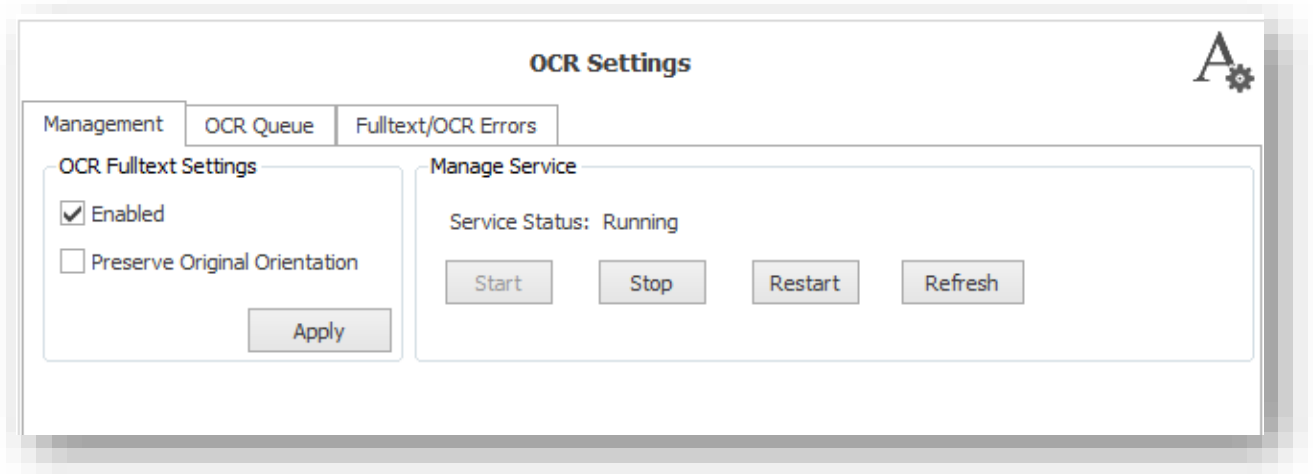 OCR Settings
Management OCR Queue Fulltext/OCR Errors
OCR Fulltext Settings Manage Service
Enabled
Service Status: Running
Preserve Original Orientation
Start Stop Restart Refresh
Apply